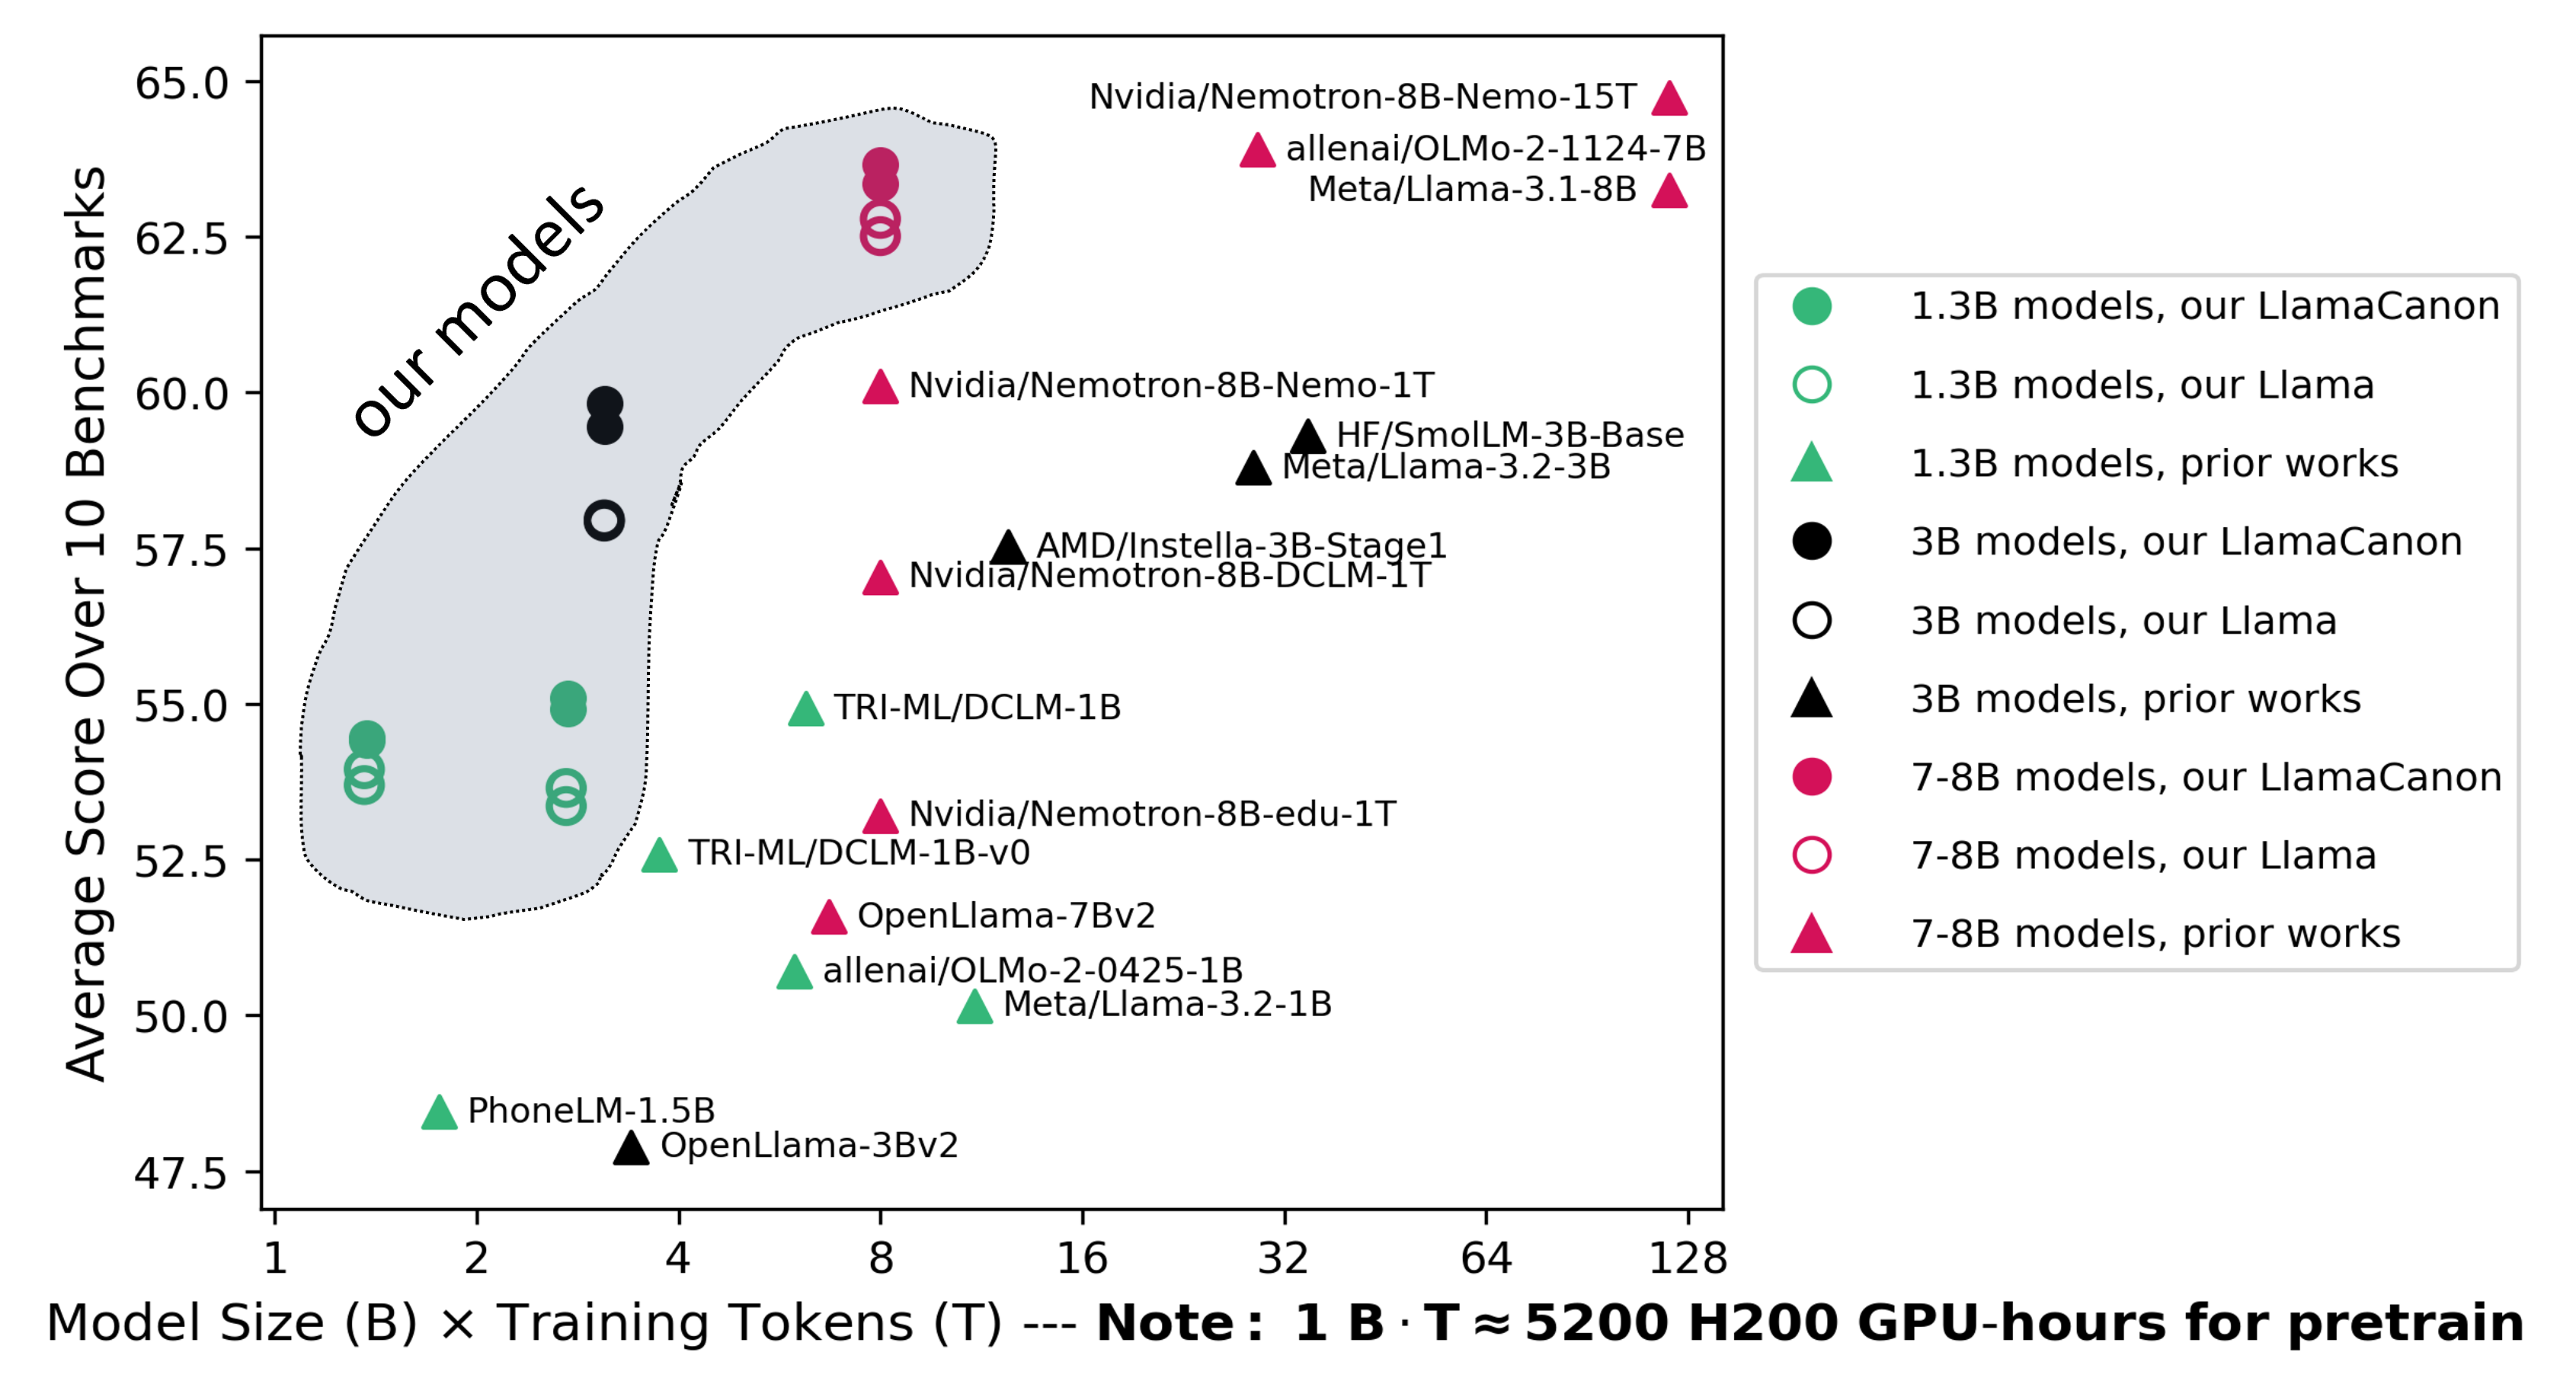 Average Score Over 10 Benchmarks
65.0
62.5
60.0
57.5
55.0
52.5
50.0
47.5
our models
Nvidia/Nemotron-8B-Nemo-15T
allenai/OLMo-2-1124-7B
Meta/Llama-3.1-8B
Nvidia/Nemotron-8B-Nemo-1T
HF/SmolLM-3B-Base
Meta/Llama-3.2-3B
AMD/Instella-3B-Stage1
Nvidia/Nemotron-8B-DCLM-1T
TRI-ML/DCLM-1B
Nvidia/Nemotron-8B-edu-1T
TRI-ML/DCLM-1B-v0
OpenLlama-7Bv2
allenai/OLMo-2-0425-1B
Meta/Llama-3.2-1B
PhoneLM-1.5B
OpenLlama-3Bv2
1 2 4 8 16 32 64 128
Model Size (B) × Training Tokens (T) --- Note: 1 B · T ≈ 5200 H200 GPU-hours for pretrain
1.3B models, our LlamaCanon
1.3B models, our Llama
1.3B models, prior works
3B models, our LlamaCanon
3B models, our Llama
3B models, prior works
7-8B models, our LlamaCanon
7-8B models, our Llama
7-8B models, prior works